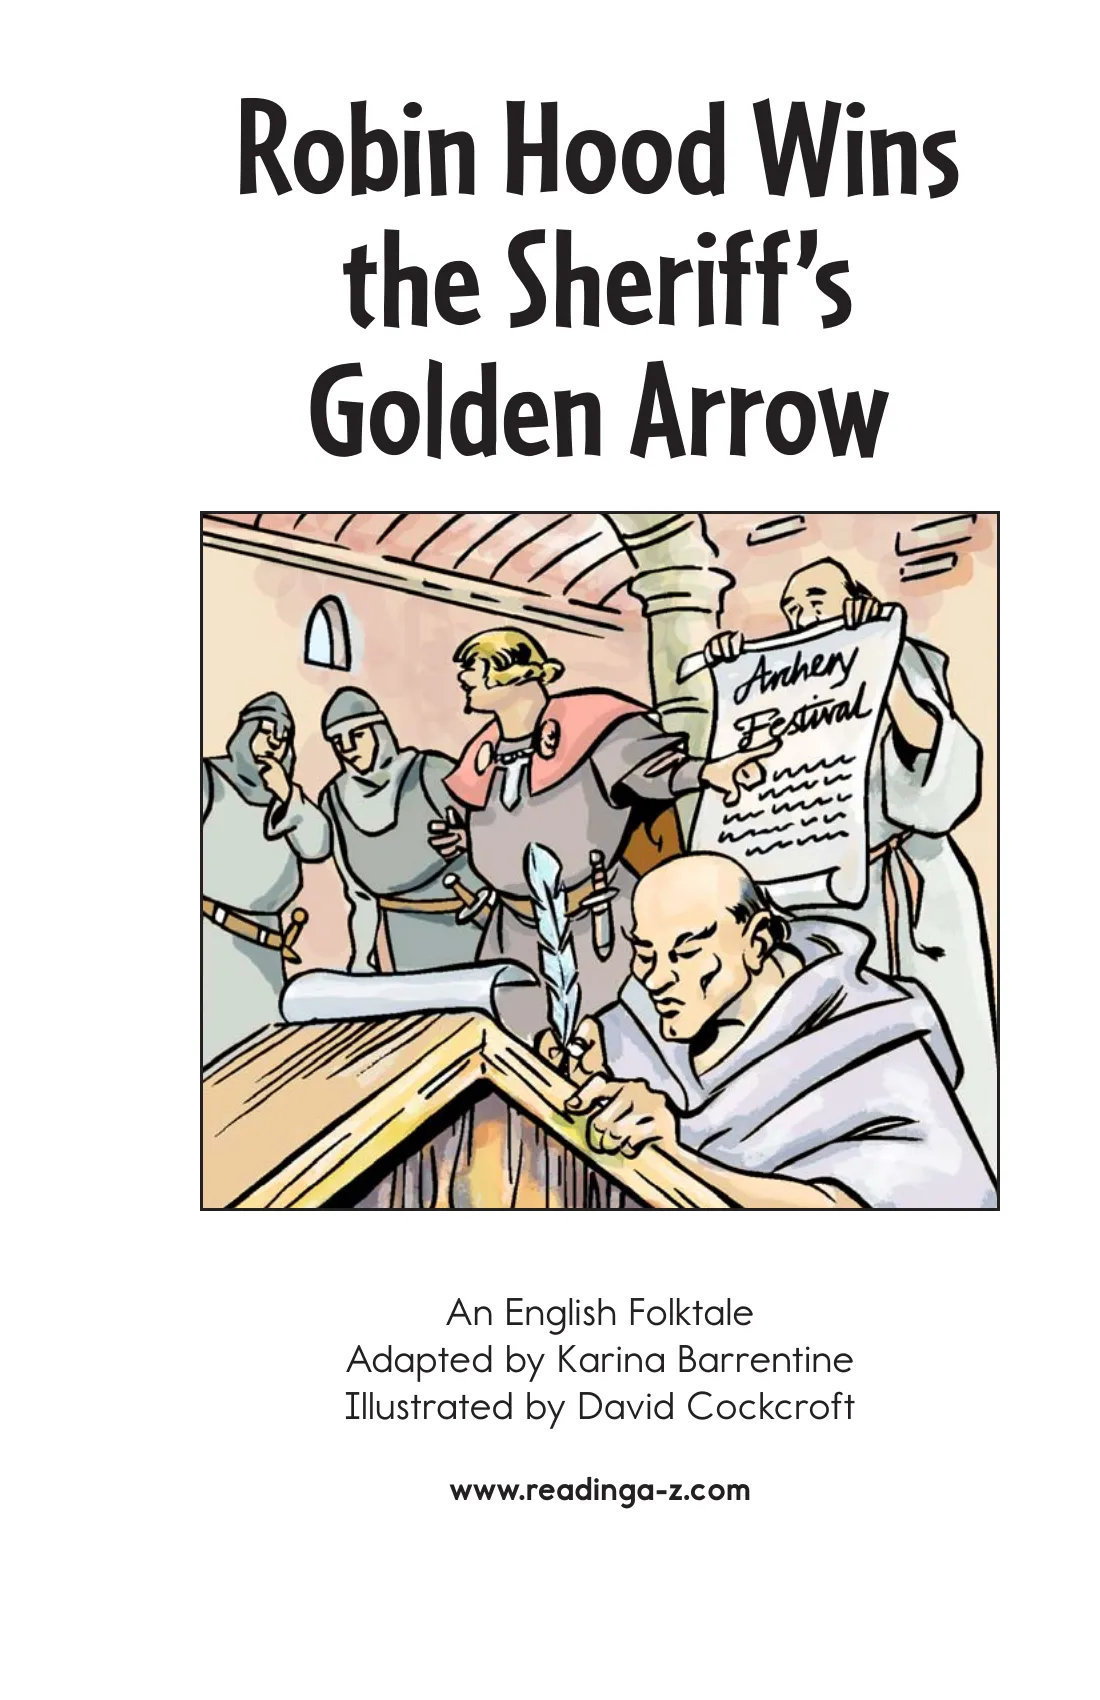 Robin Hood Wins
the Sheriff’s
Golden Arrow
Archery
Festival
An English Folktale
Adapted by Karina Barrentine
Illustrated by David Cockcroft
www.readinga-z.com